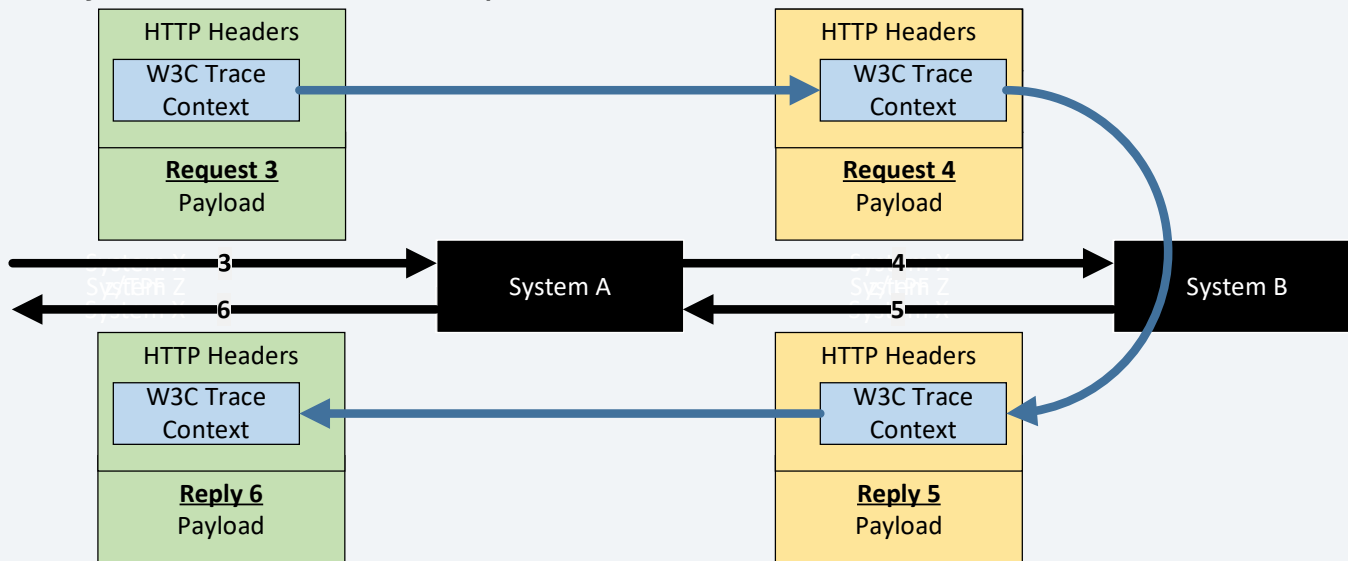 HTTP Headers
W3C Trace
Context
Request 3
Payload
HTTP Headers
W3C Trace
Context
Request 4
Payload
3
6
System A
4
5
System B
HTTP Headers
W3C Trace
Context
Reply 6
Payload
HTTP Headers
W3C Trace
Context
Reply 5
Payload